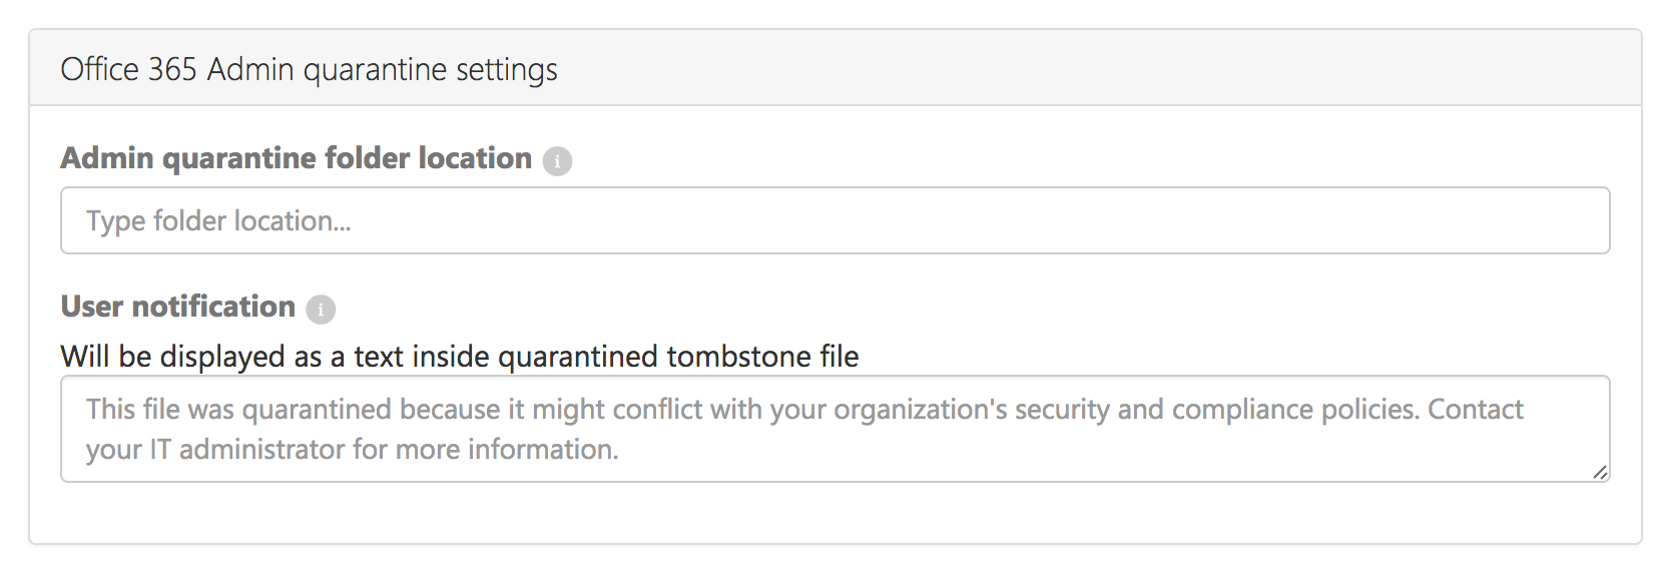 Office 365 Admin quarantine settings
Admin quarantine folder location i
Type folder location...
User notification i
Will be displayed as a text inside quarantined tombstone file
This file was quarantined because it might conflict with your organization's security and compliance policies. Contact
your IT administrator for more information.